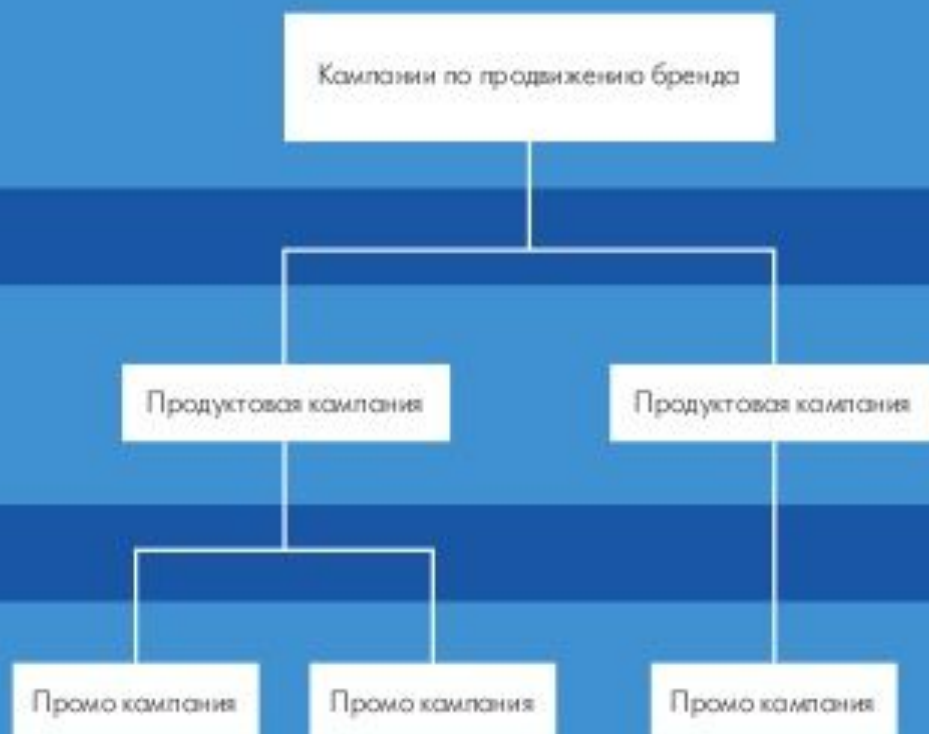 Кампании по продвижению бренда
Продуктовая кампания
Продуктовая кампания
Промо кампания
Промо кампания
Промо кампания